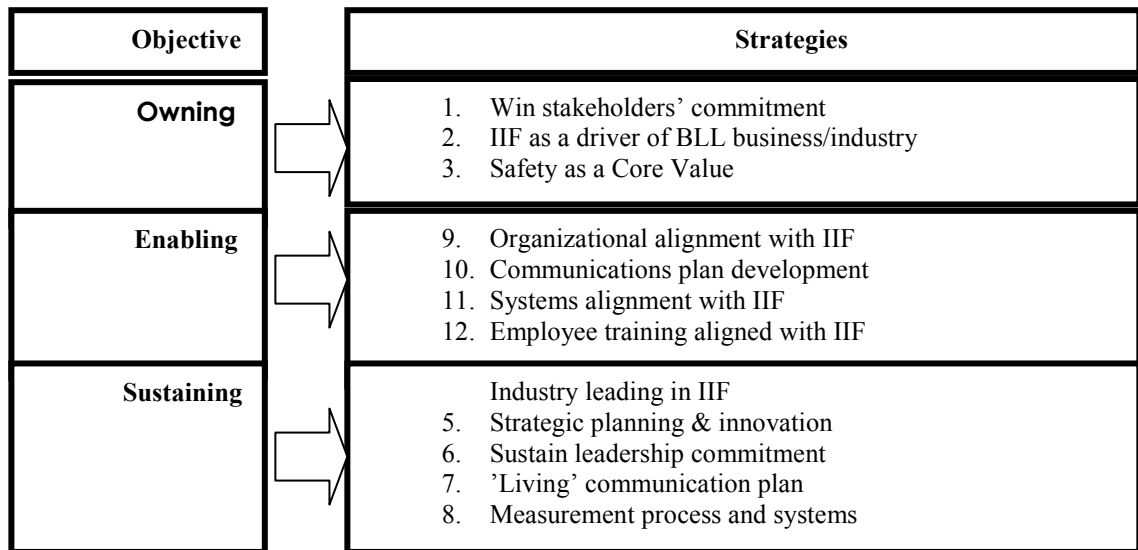 Objective
Strategies
Owning
1. Win stakeholders’ commitment
2. IIF as a driver of BLL business/industry
3. Safety as a Core Value
Enabling
9. Organizational alignment with IIF
10. Communications plan development
11. Systems alignment with IIF
12. Employee training aligned with IIF
Sustaining
Industry leading in IIF
5. Strategic planning & innovation
6. Sustain leadership commitment
7. ’Living’ communication plan
8. Measurement process and systems